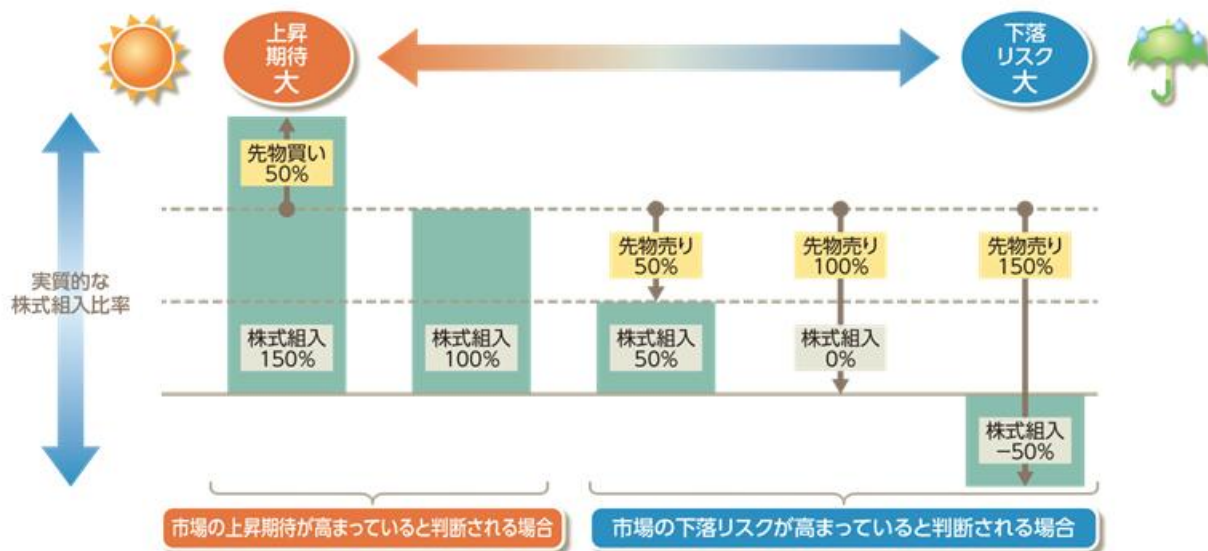 上昇
期待
大
下落
リスク
大
先物買い
50%
先物売り
50%
先物売り
100%
先物売り
150%
実質的な
株式組入比率
株式組入
150%
株式組入
100%
株式組入
50%
株式組入
0%
株式組入
−50%
市場の上昇期待が高まっていると判断される場合
市場の下落リスクが高まっていると判断される場合